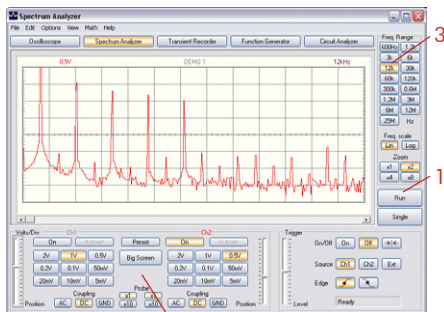 Spectrum Analyzer
File Edit Options View Math Help
Oscilloscope Spectrum Analyzer Transient Recorder Function Generator Circuit Analyzer
0.5V DEMO 1 12kHz
Freq. Range
600Hz 1.2k
3k 6k
12k 30k
60k 120k
300k 0.6M
1.2M 3M
6M 12M
25M Hz
Freq. scale
Lin Log
Zoom
x1 x2
x4 x8
Run
Single
3
1
Volts/Div. Ch1
On Autoset
2V 1V 0.5V
0.2V 0.1V 50mV
20mV 10mV 5mV
Coupling
Position AC DC GND
Persist
Big Screen
Probe
x1 x1
x10 x10
Ch2
On Autoset
2V 1V 0.5V
0.2V 0.1V 50mV
20mV 10mV 5mV
Coupling
AC DC GND Position
Trigger
On/Off On Off
Source Ch1 Ch2 Ext
Edge
Level Ready